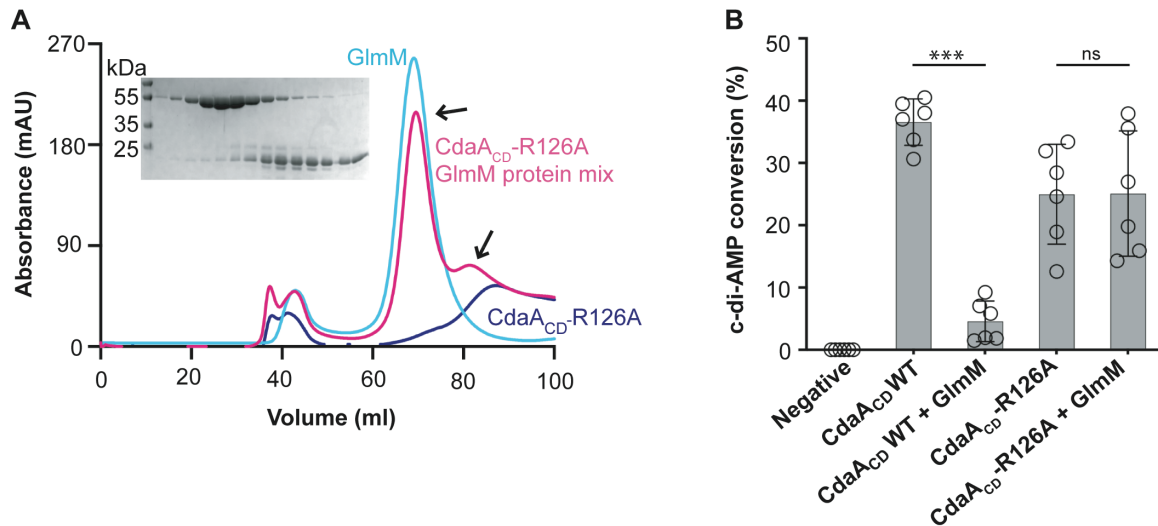 A
270
180
90
0
Absorbance (mAU)
kDa
55
35
25
GlmM
CdaA_CD-R126A
GlmM protein mix
CdaA_CD-R126A
0 20 40 60 80 100
Volume (ml)
B
50
40
30
20
10
0
c-di-AMP conversion (%)
*** ns
Negative
CdaA_CD WT
CdaA_CD WT + GlmM
CdaA_CD-R126A
CdaA_CD-R126A + GlmM